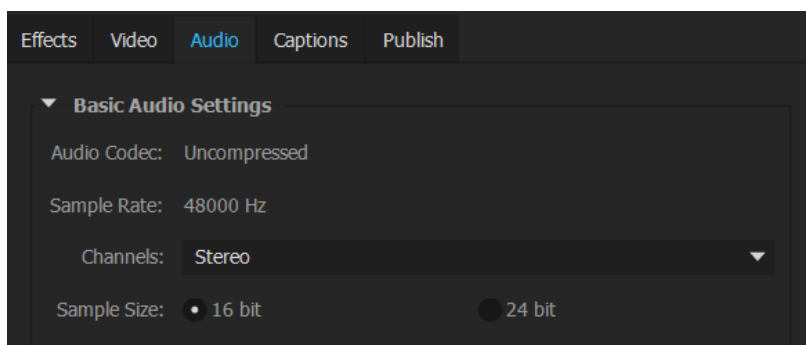 Effects Video Audio Captions Publish
Basic Audio Settings
Audio Codec: Uncompressed
Sample Rate: 48000 Hz
Channels: Stereo
Sample Size: 16 bit 24 bit